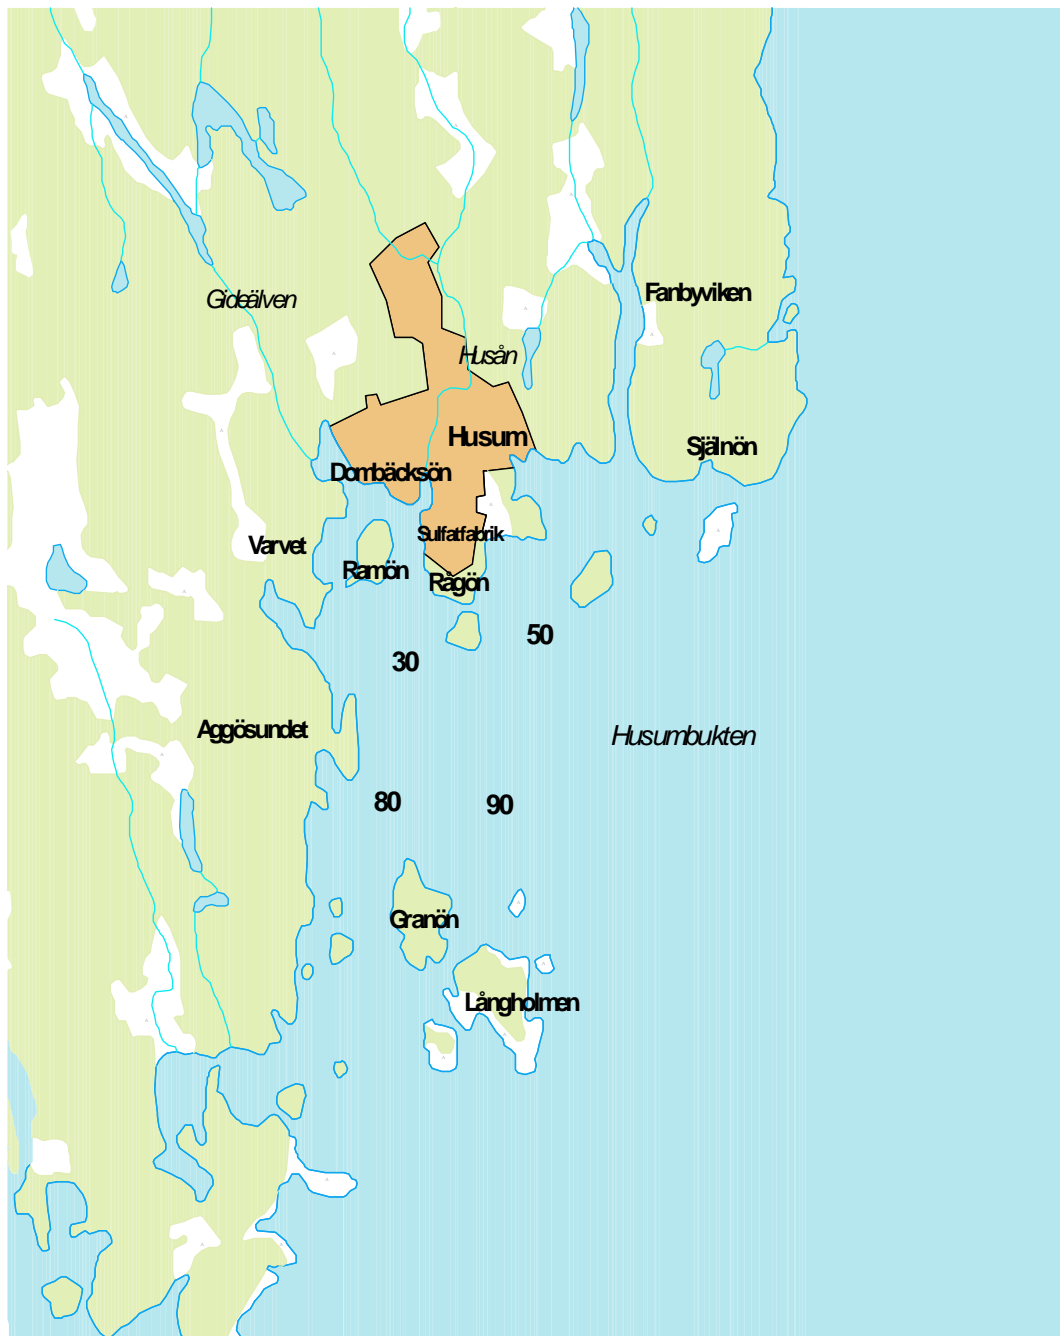 Fanbyviken
Gideälven
Husån
Husum
Själnön
Dombäcksön
Sulfatfabrik
Varvet
Ramön
Rågön
50
30
Aggösundet
Husumbukten
80
90
Granön
Långholmen